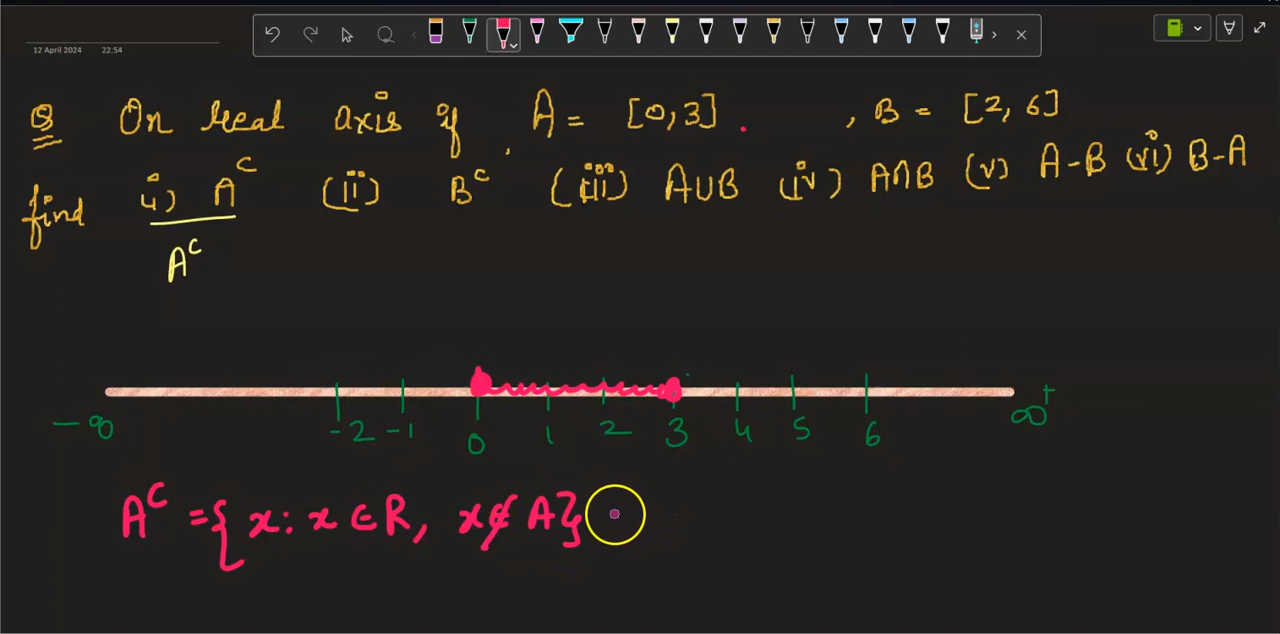 12 April 2024 22:54
Q On real axis if, A = [0,3]. , B = [2,6]
find i) A^C (ii) B^C (iii) A∪B (iv) A∩B (v) A-B (vi) B-A
A^C
-∞ -2 -1 0 1 2 3 4 5 6 ∞+
A^C = { x : x ∈ R, x ∉ A}